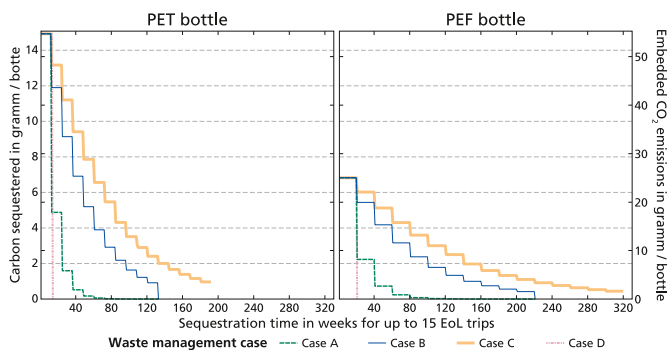 PET bottle
PEF bottle
Carbon sequestered in gramm / botte
14
12
10
8
6
4
2
0
40 80 120 160 200 240 280 320
40 80 120 160 200 240 280 320
50
40
30
20
10
0
Embedded CO2 emissions in gramm / bottle
Sequestration time in weeks for up to 15 EoL trips
Waste management case Case A Case B Case C Case D